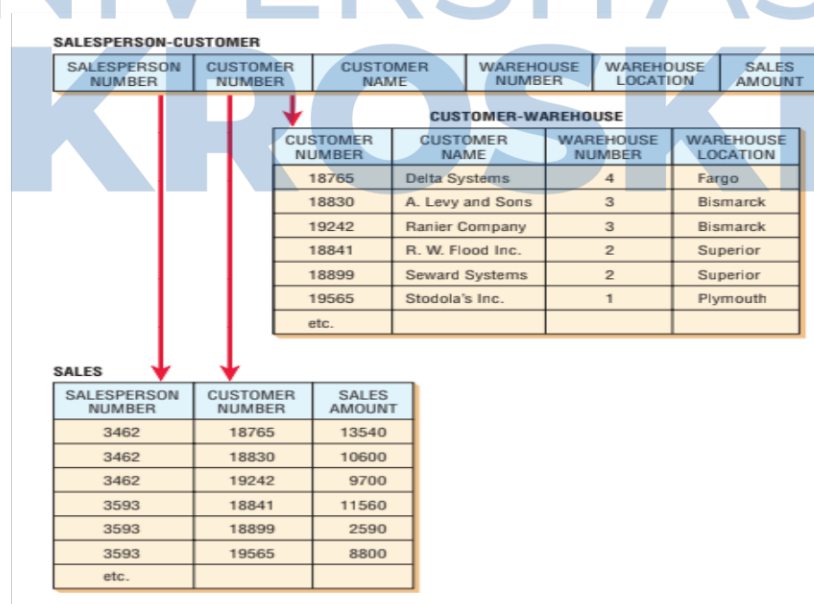 NIVERSITAS
KROSKI
SALESPERSON-CUSTOMER
SALESPERSON NUMBER CUSTOMER NUMBER CUSTOMER NAME WAREHOUSE NUMBER WAREHOUSE LOCATION SALES AMOUNT
CUSTOMER-WAREHOUSE
CUSTOMER NUMBER CUSTOMER NAME WAREHOUSE NUMBER WAREHOUSE LOCATION
18765 Delta Systems 4 Fargo
18830 A. Levy and Sons 3 Bismarck
19242 Ranier Company 3 Bismarck
18841 R. W. Flood Inc. 2 Superior
18899 Seward Systems 2 Superior
19565 Stodola's Inc. 1 Plymouth
etc.
SALES
SALESPERSON NUMBER CUSTOMER NUMBER SALES AMOUNT
3462 18765 13540
3462 18830 10600
3462 19242 9700
3593 18841 11560
3593 18899 2590
3593 19565 8800
etc.